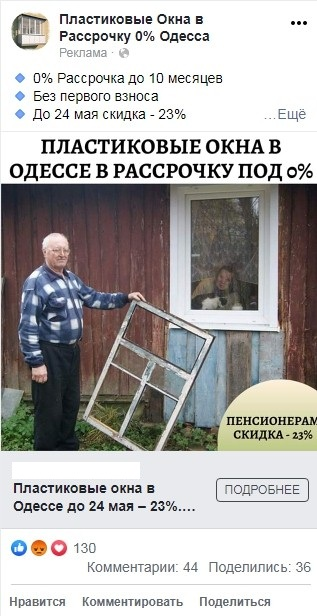 Пластиковые Окна в
Рассрочку 0% Одесса
Реклама ·
0% Рассрочка до 10 месяцев
Без первого взноса
До 24 мая скидка - 23% ...Ещё
ПЛАСТИКОВЫЕ ОКНА В
ОДЕССЕ В РАССРОЧКУ ПОД 0%
ПЕНСИОНЕРАМ
СКИДКА - 23%
Пластиковые окна в
Одессе до 24 мая – 23%....
ПОДРОБНЕЕ
130
Комментарии: 44 Поделились: 36
Нравится Комментировать Поделиться